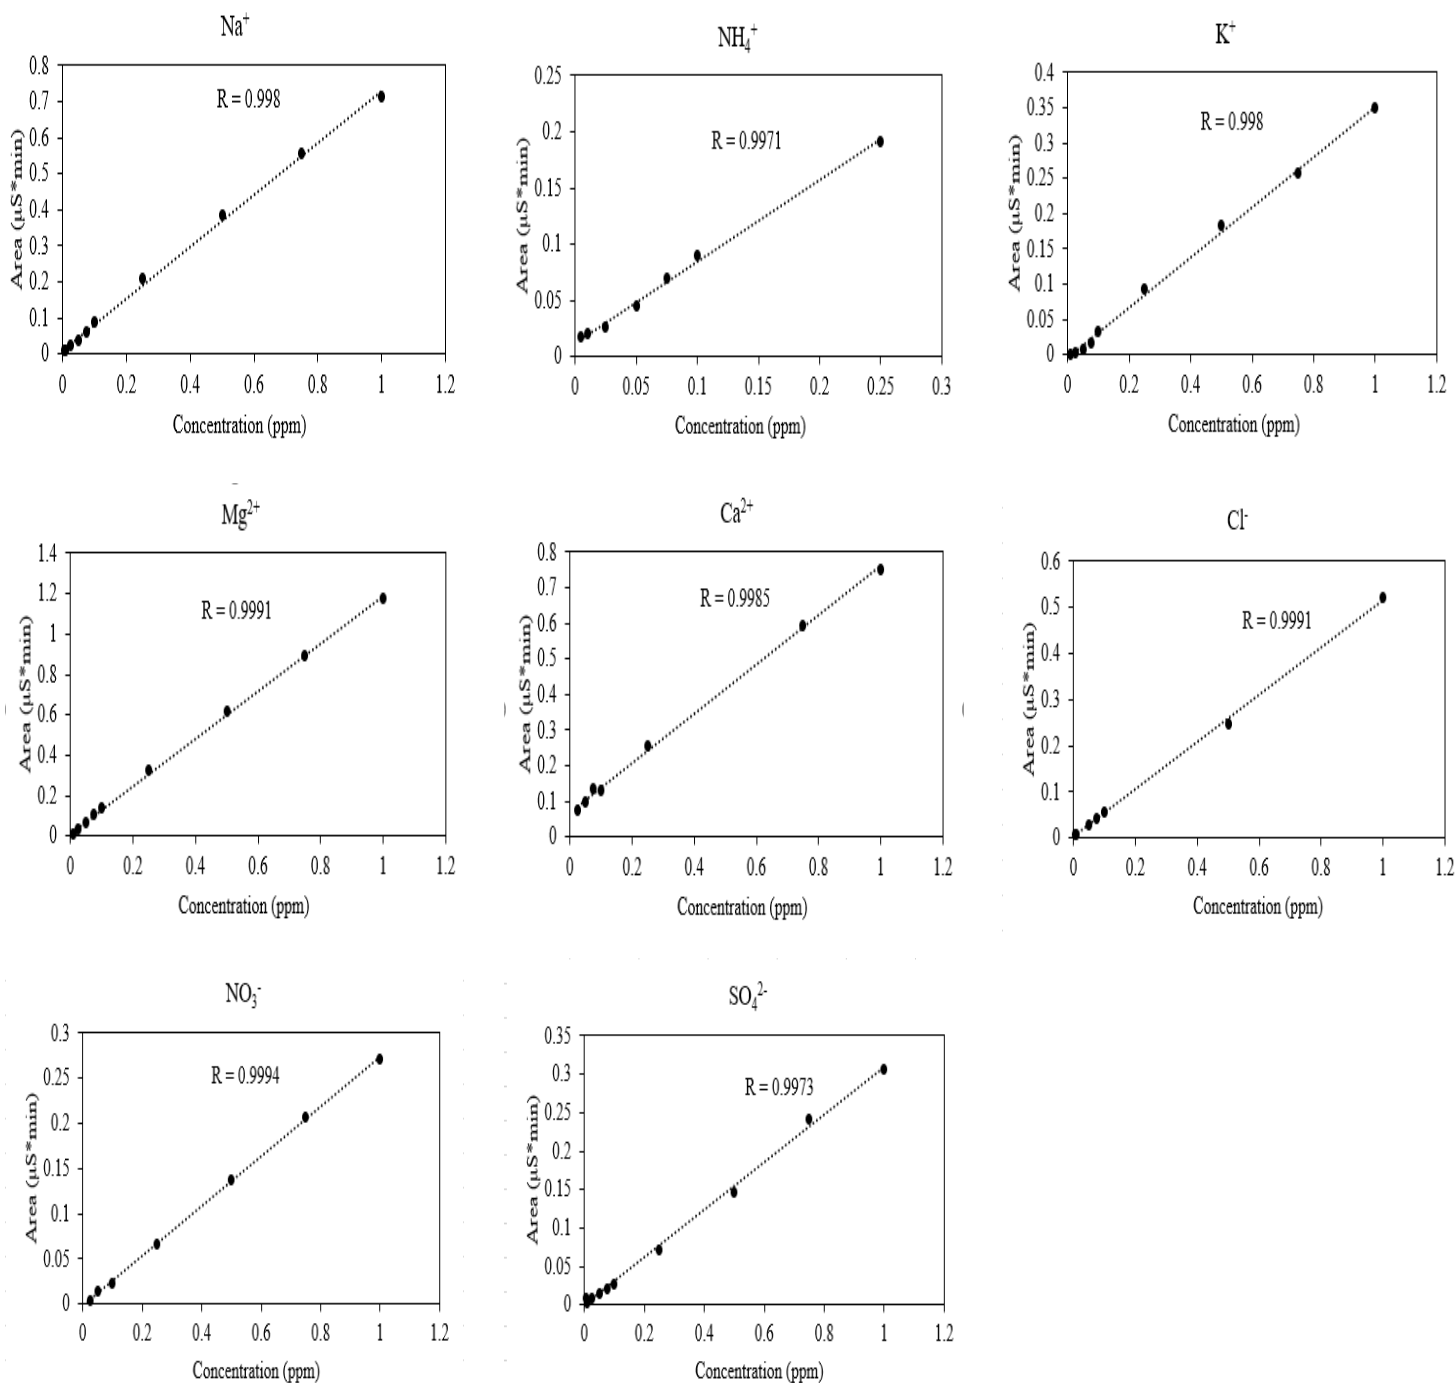 Na⁺
R = 0.998
Area (μS*min)
0.8
0.7
0.6
0.5
0.4
0.3
0.2
0.1
0
0 0.2 0.4 0.6 0.8 1 1.2
Concentration (ppm)
NH₄⁺
R = 0.9971
Area (μS*min)
0.25
0.2
0.15
0.1
0.05
0
0 0.05 0.1 0.15 0.2 0.25 0.3
Concentration (ppm)
K⁺
R = 0.998
Area (μS*min)
0.4
0.35
0.3
0.25
0.2
0.15
0.1
0.05
0
0 0.2 0.4 0.6 0.8 1 1.2
Concentration (ppm)
Mg²⁺
R = 0.9991
Area (μS*min)
1.4
1.2
1
0.8
0.6
0.4
0.2
0
0 0.2 0.4 0.6 0.8 1 1.2
Concentration (ppm)
Ca²⁺
R = 0.9985
Area (μS*min)
0.8
0.7
0.6
0.5
0.4
0.3
0.2
0.1
0
0 0.2 0.4 0.6 0.8 1 1.2
Concentration (ppm)
Cl⁻
R = 0.9991
Area (μS*min)
0.6
0.5
0.4
0.3
0.2
0.1
0
0 0.2 0.4 0.6 0.8 1 1.2
Concentration (ppm)
NO₃⁻
R = 0.9994
Area (μS*min)
0.3
0.25
0.2
0.15
0.1
0.05
0
0 0.2 0.4 0.6 0.8 1 1.2
Concentration (ppm)
SO₄²⁻
R = 0.9973
Area (μS*min)
0.35
0.3
0.25
0.2
0.15
0.1
0.05
0
0 0.2 0.4 0.6 0.8 1 1.2
Concentration (ppm)